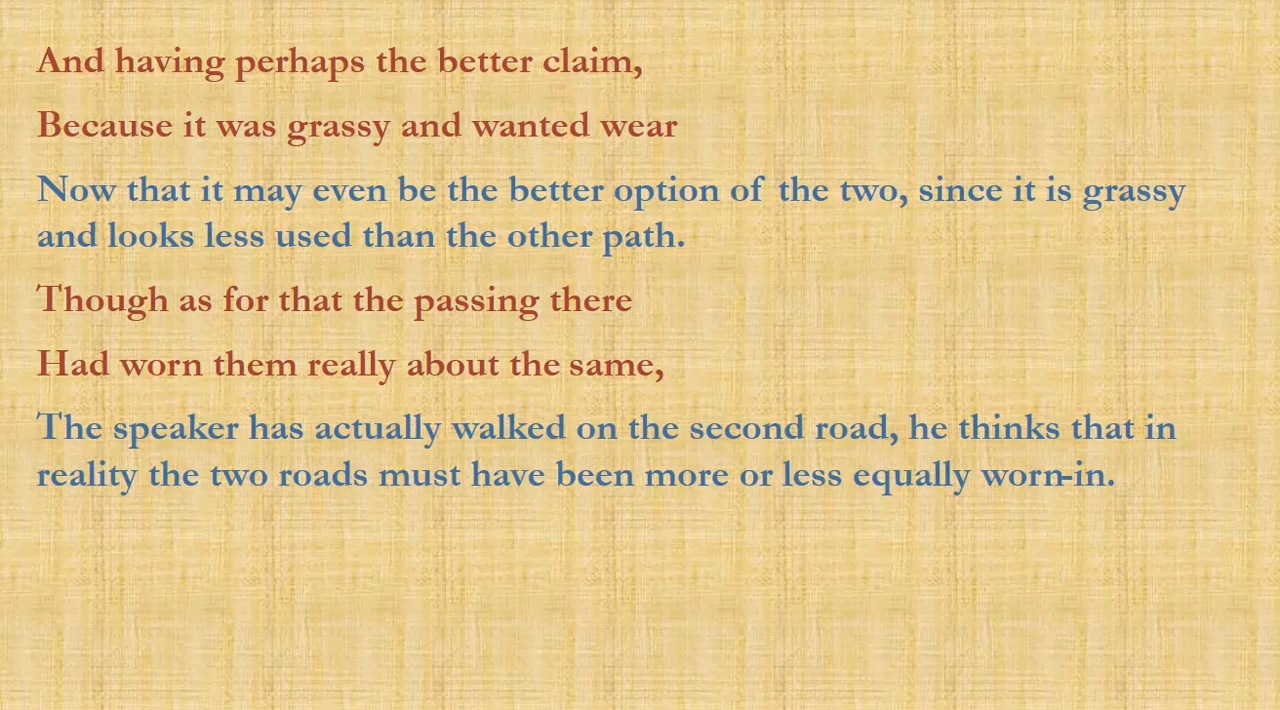 And having perhaps the better claim,
Because it was grassy and wanted wear
Now that it may even be the better option of the two, since it is grassy
and looks less used than the other path.
Though as for that the passing there
Had worn them really about the same,
The speaker has actually walked on the second road, he thinks that in
reality the two roads must have been more or less equally worn-in.